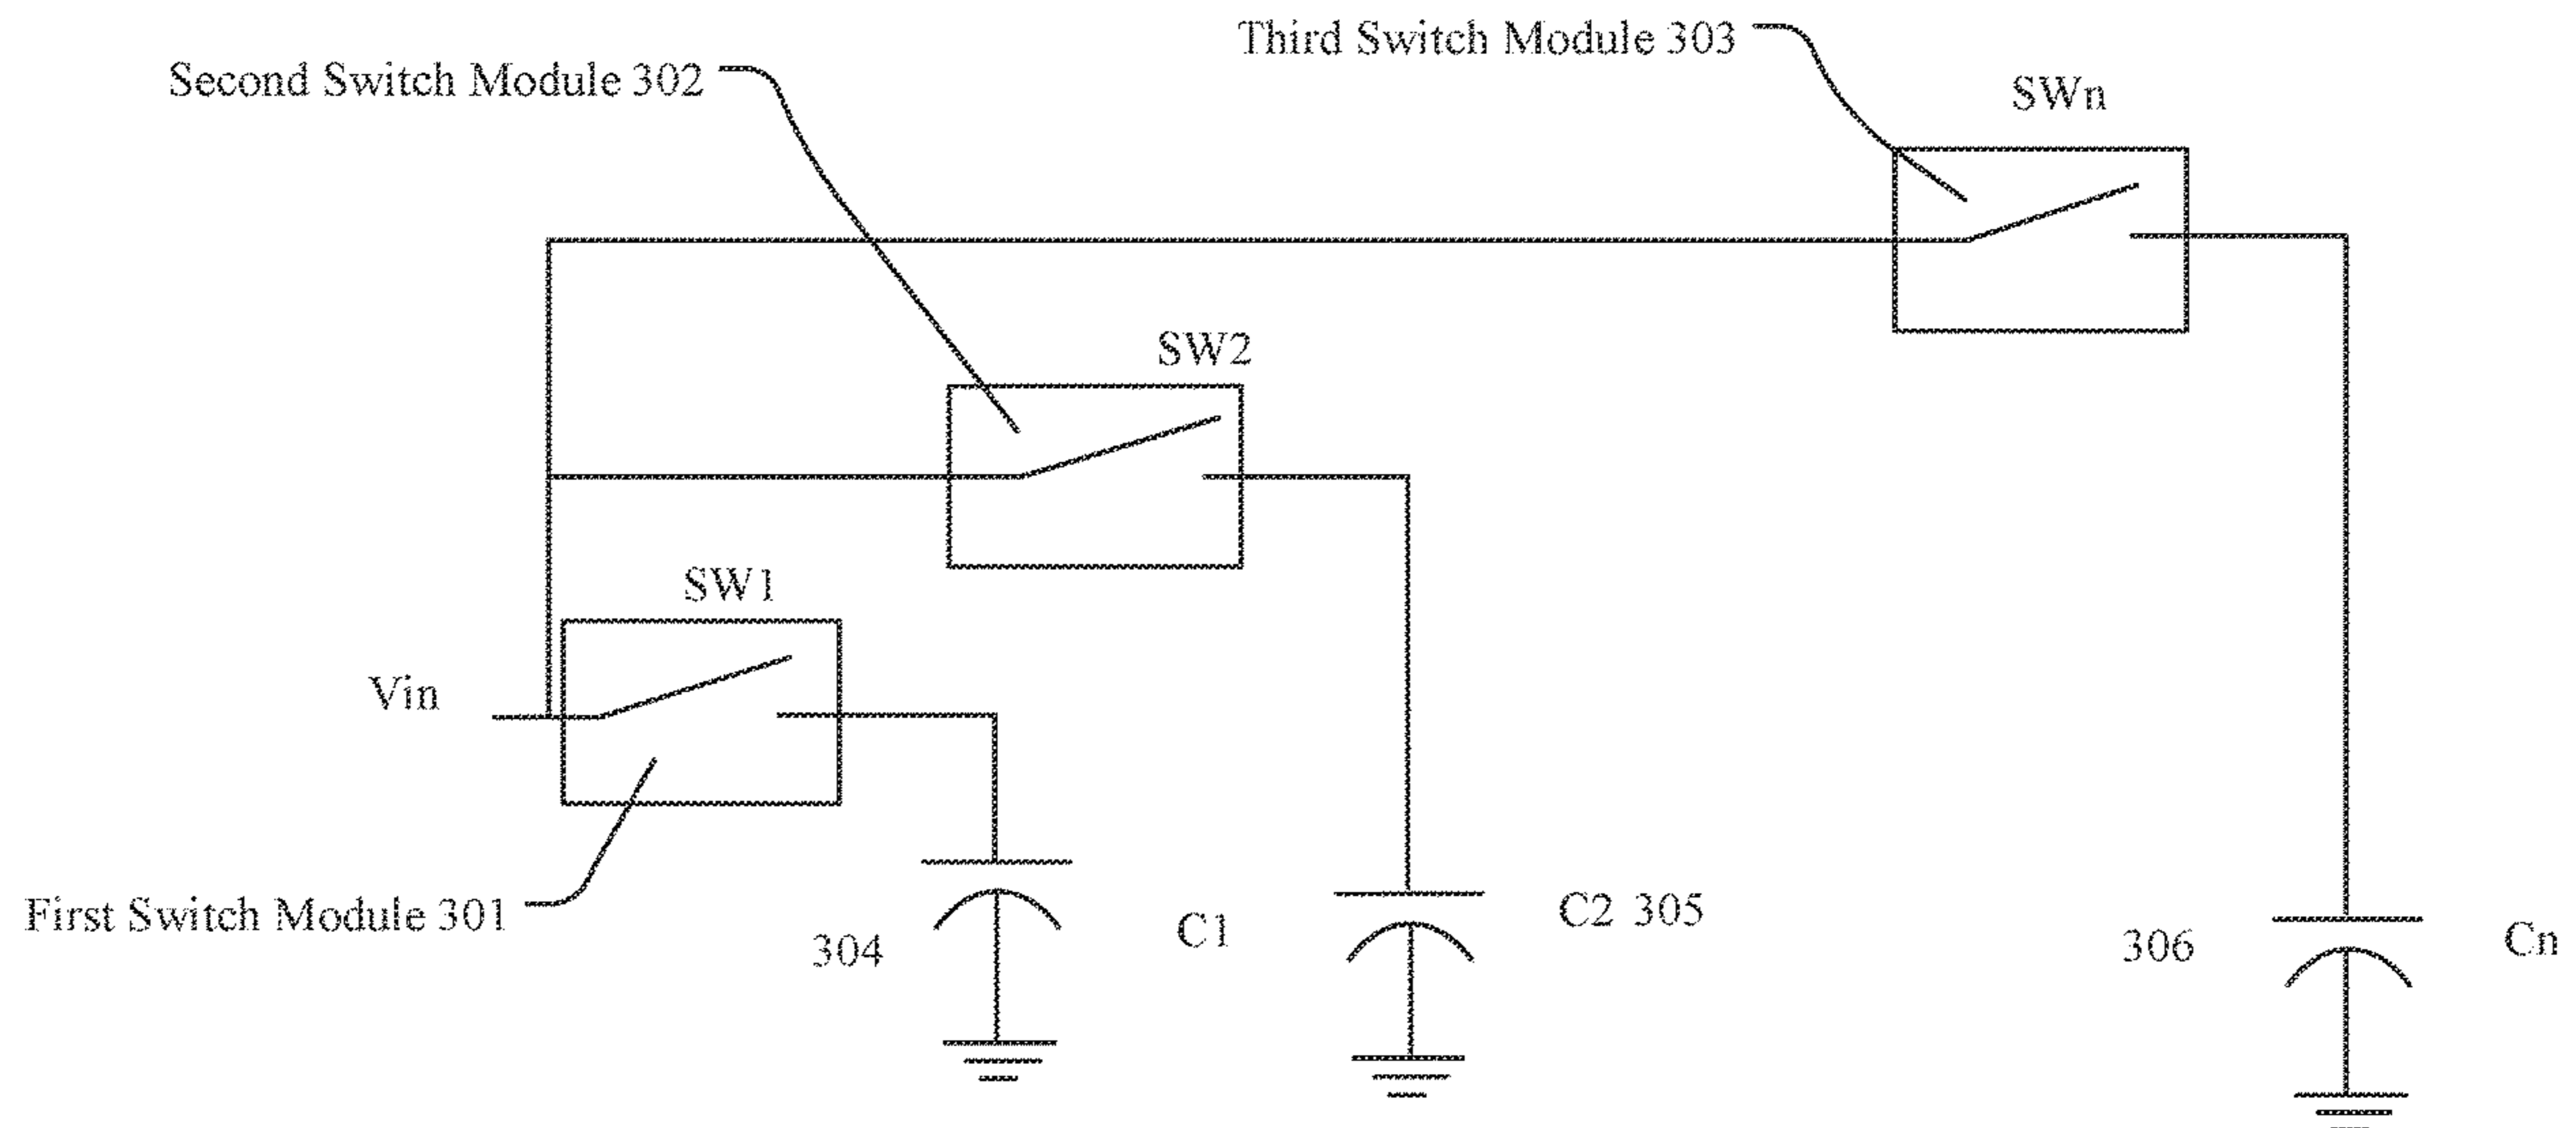 Third Switch Module 303
Second Switch Module 302
SWn
SW2
SW1
Vin
First Switch Module 301
304
C1
C2 305
306
Cn